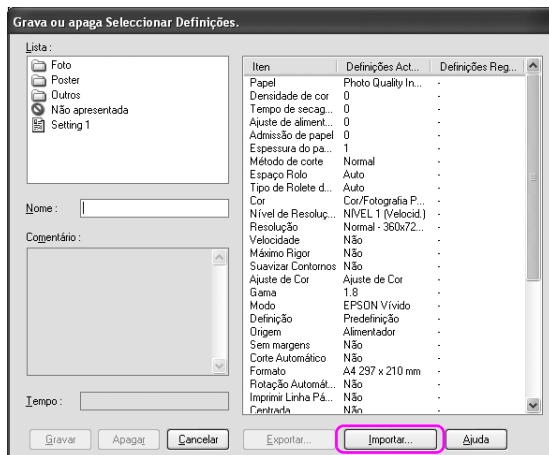 Grava ou apaga Seleccionar Definições.
Lista :
Foto
Poster
Outros
Não apresentada
Setting 1
Nome :
Comentário :
Tempo :
Iten Definições Act... Definições Reg...
Papel Photo Quality In... -
Densidade de cor 0 -
Tempo de secag... 0 -
Ajuste de aliment... 0 -
Admissão de papel 0 -
Espessura do pa... 1 -
Método de corte Normal -
Espaço Rolo Auto -
Tipo de Rolete d... Auto -
Cor Cor/Fotografia P... -
Nível de Resoluç... NÍVEL 1 (Velocid.) -
Resolução Normal - 360x72... -
Velocidade Não -
Máximo Rigor Não -
Suavizar Contornos Não -
Ajuste de Cor Ajuste de Cor -
Gama 1.8 -
Modo EPSON Vívido -
Definição Predefinição -
Origem Alimentador -
Sem margens Não -
Corte Automático Não -
Formato A4 297 x 210 mm -
Rotação Automát... Não -
Imprimir Linha Pá... Não -
Centrada Não -
Gravar Apagar Cancelar Exportar... Importar... Ajuda